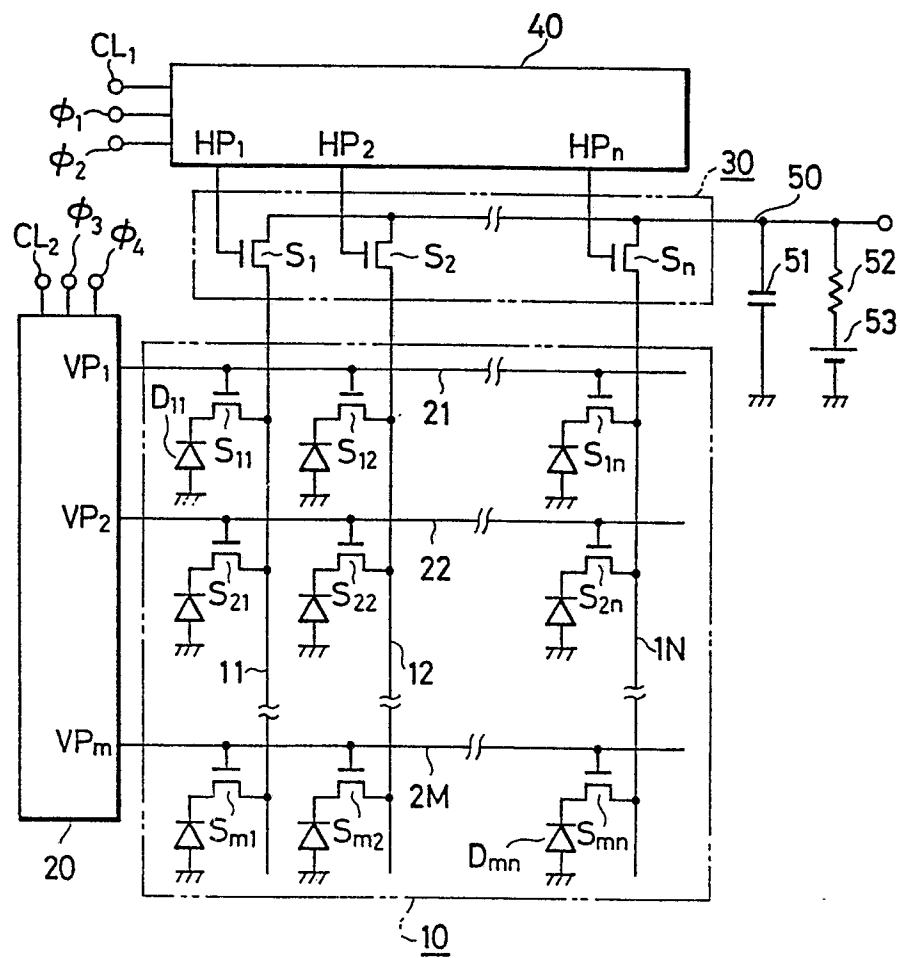 40
CL₁
ϕ₁
ϕ₂
HP₁ HP₂ HPₙ
30
50
CL₂ ϕ₃ ϕ₄
S₁ S₂ Sₙ
51 52
53
VP₁
D₁₁
21
S₁₁ S₁₂ S₁ₙ
VP₂
22
S₂₁ S₂₂ S₂ₙ
11 12 1N
VPₘ
2M
Sₘ₁ Sₘ₂ Sₘₙ
Dₘₙ
20
10